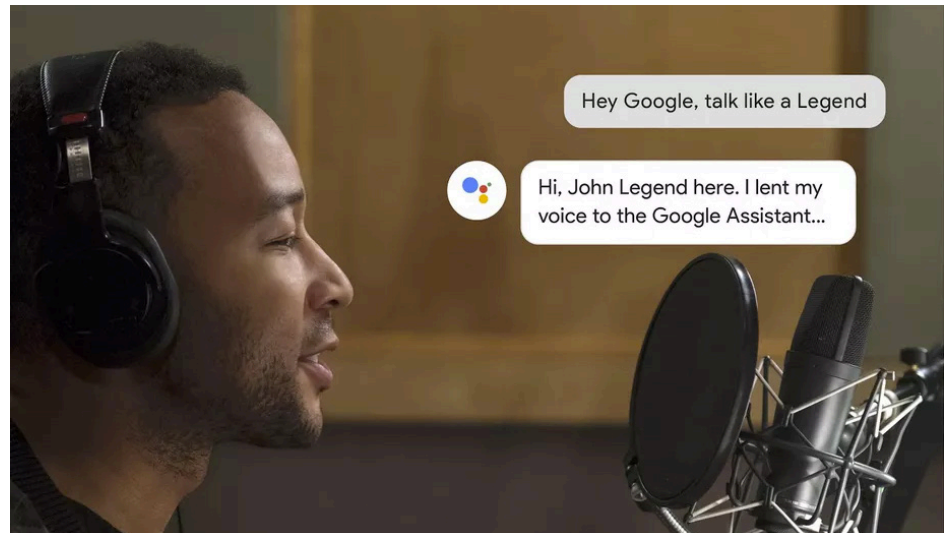 Hey Google, talk like a Legend
Hi, John Legend here. I lent my
voice to the Google Assistant...